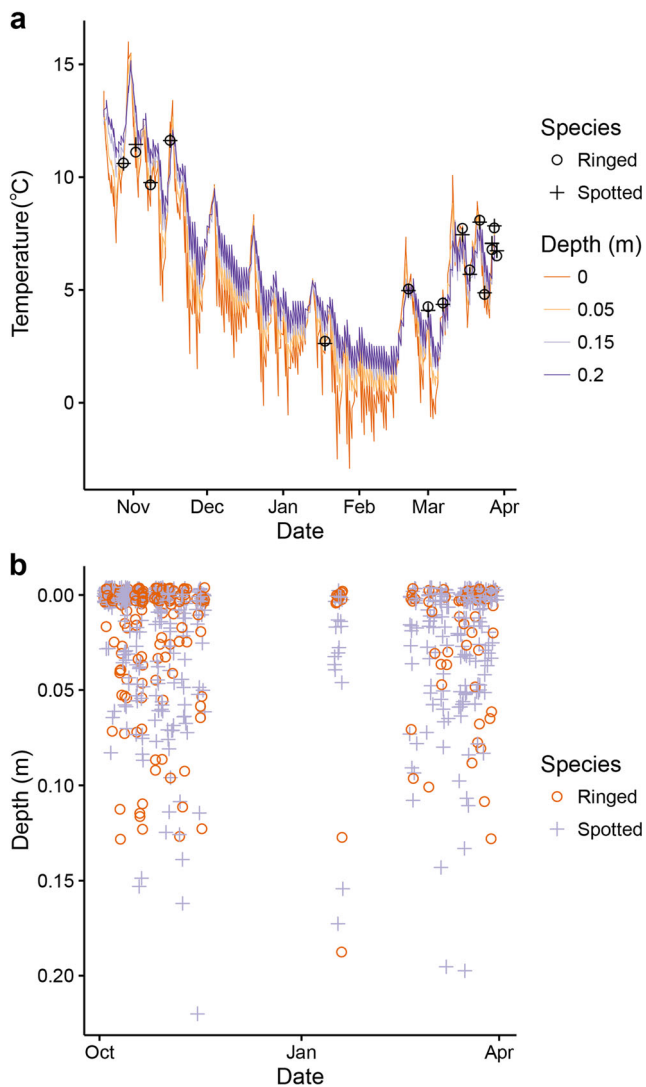 a
15
10
5
0
Temperature(°C)
Nov Dec Jan Feb Mar Apr
Date
Species
Ringed
Spotted
Depth (m)
0
0.05
0.15
0.2
b
0.00
0.05
0.10
0.15
0.20
Depth (m)
Oct Jan Apr
Date
Species
Ringed
Spotted